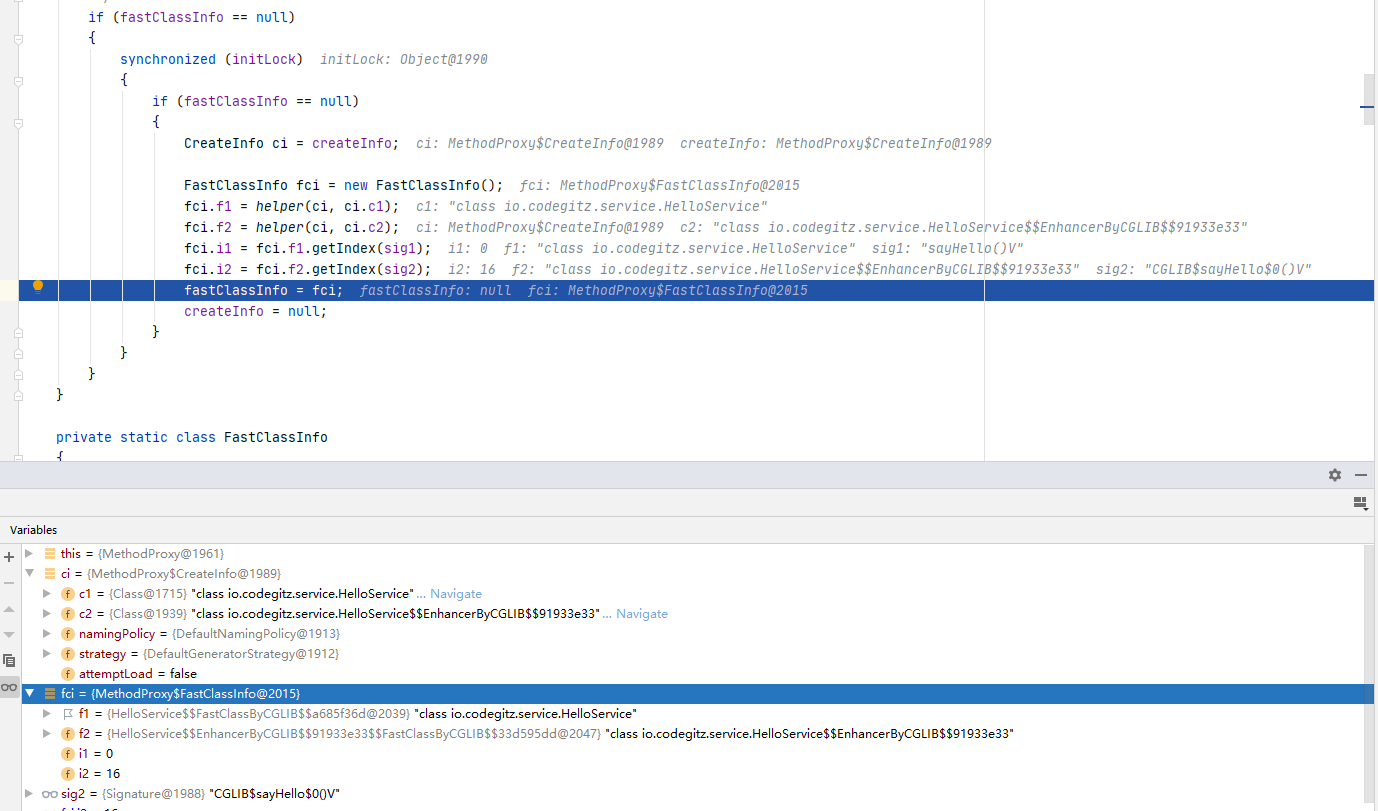 if (fastClassInfo == null)
{
synchronized (initLock)  initLock: Object@1990
{
if (fastClassInfo == null)
{
CreateInfo ci = createInfo;  ci: MethodProxy$CreateInfo@1989  createInfo: MethodProxy$CreateInfo@1989
FastClassInfo fci = new FastClassInfo();  fci: MethodProxy$FastClassInfo@2015
fci.f1 = helper(ci, ci.c1);  c1: "class io.codegitz.service.HelloService"
fci.f2 = helper(ci, ci.c2);  ci: MethodProxy$CreateInfo@1989  c2: "class io.codegitz.service.HelloService$$EnhancerByCGLIB$$91933e33"
fci.i1 = fci.f1.getIndex(sig1);  i1: 0  f1: "class io.codegitz.service.HelloService"  sig1: "sayHello()V"
fci.i2 = fci.f2.getIndex(sig2);  i2: 16  f2: "class io.codegitz.service.HelloService$$EnhancerByCGLIB$$91933e33"  sig2: "CGLIB$sayHello$0()V"
fastClassInfo = fci;  fastClassInfo: null  fci: MethodProxy$FastClassInfo@2015
createInfo = null;
}
}
}
}
private static class FastClassInfo
{
Variables
this = {MethodProxy@1961}
ci = {MethodProxy$CreateInfo@1989}
c1 = {Class@1715} "class io.codegitz.service.HelloService" ... Navigate
c2 = {Class@1939} "class io.codegitz.service.HelloService$$EnhancerByCGLIB$$91933e33" ... Navigate
namingPolicy = {DefaultNamingPolicy@1913}
strategy = {DefaultGeneratorStrategy@1912}
attemptLoad = false
fci = {MethodProxy$FastClassInfo@2015}
f1 = {HelloService$$FastClassByCGLIB$$a685f36d@2039} "class io.codegitz.service.HelloService"
f2 = {HelloService$$EnhancerByCGLIB$$91933e33$$FastClassByCGLIB$$33d595dd@2047} "class io.codegitz.service.HelloService$$EnhancerByCGLIB$$91933e33"
i1 = 0
i2 = 16
sig2 = {Signature@1988} "CGLIB$sayHello$0()V"